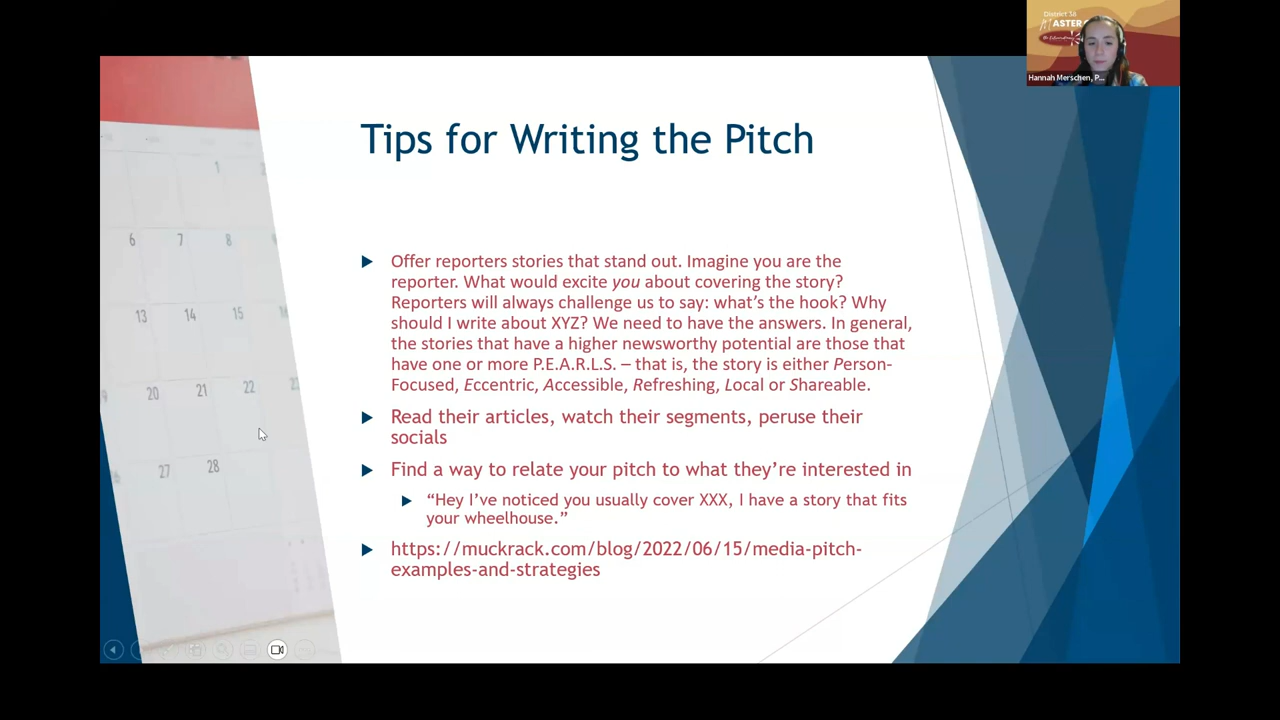 District 38
MASTER
Hannah Merschen, P...
Tips for Writing the Pitch
Offer reporters stories that stand out. Imagine you are the
reporter. What would excite you about covering the story?
Reporters will always challenge us to say: what’s the hook? Why
should I write about XYZ? We need to have the answers. In general,
the stories that have a higher newsworthy potential are those that
have one or more P.E.A.R.L.S. – that is, the story is either Person-
Focused, Eccentric, Accessible, Refreshing, Local or Shareable.
Read their articles, watch their segments, peruse their
socials
Find a way to relate your pitch to what they’re interested in
“Hey I’ve noticed you usually cover XXX, I have a story that fits
your wheelhouse.”
https://muckrack.com/blog/2022/06/15/media-pitch-
examples-and-strategies
1
6 7 8
13 14 15 16
20 21 22
27 28